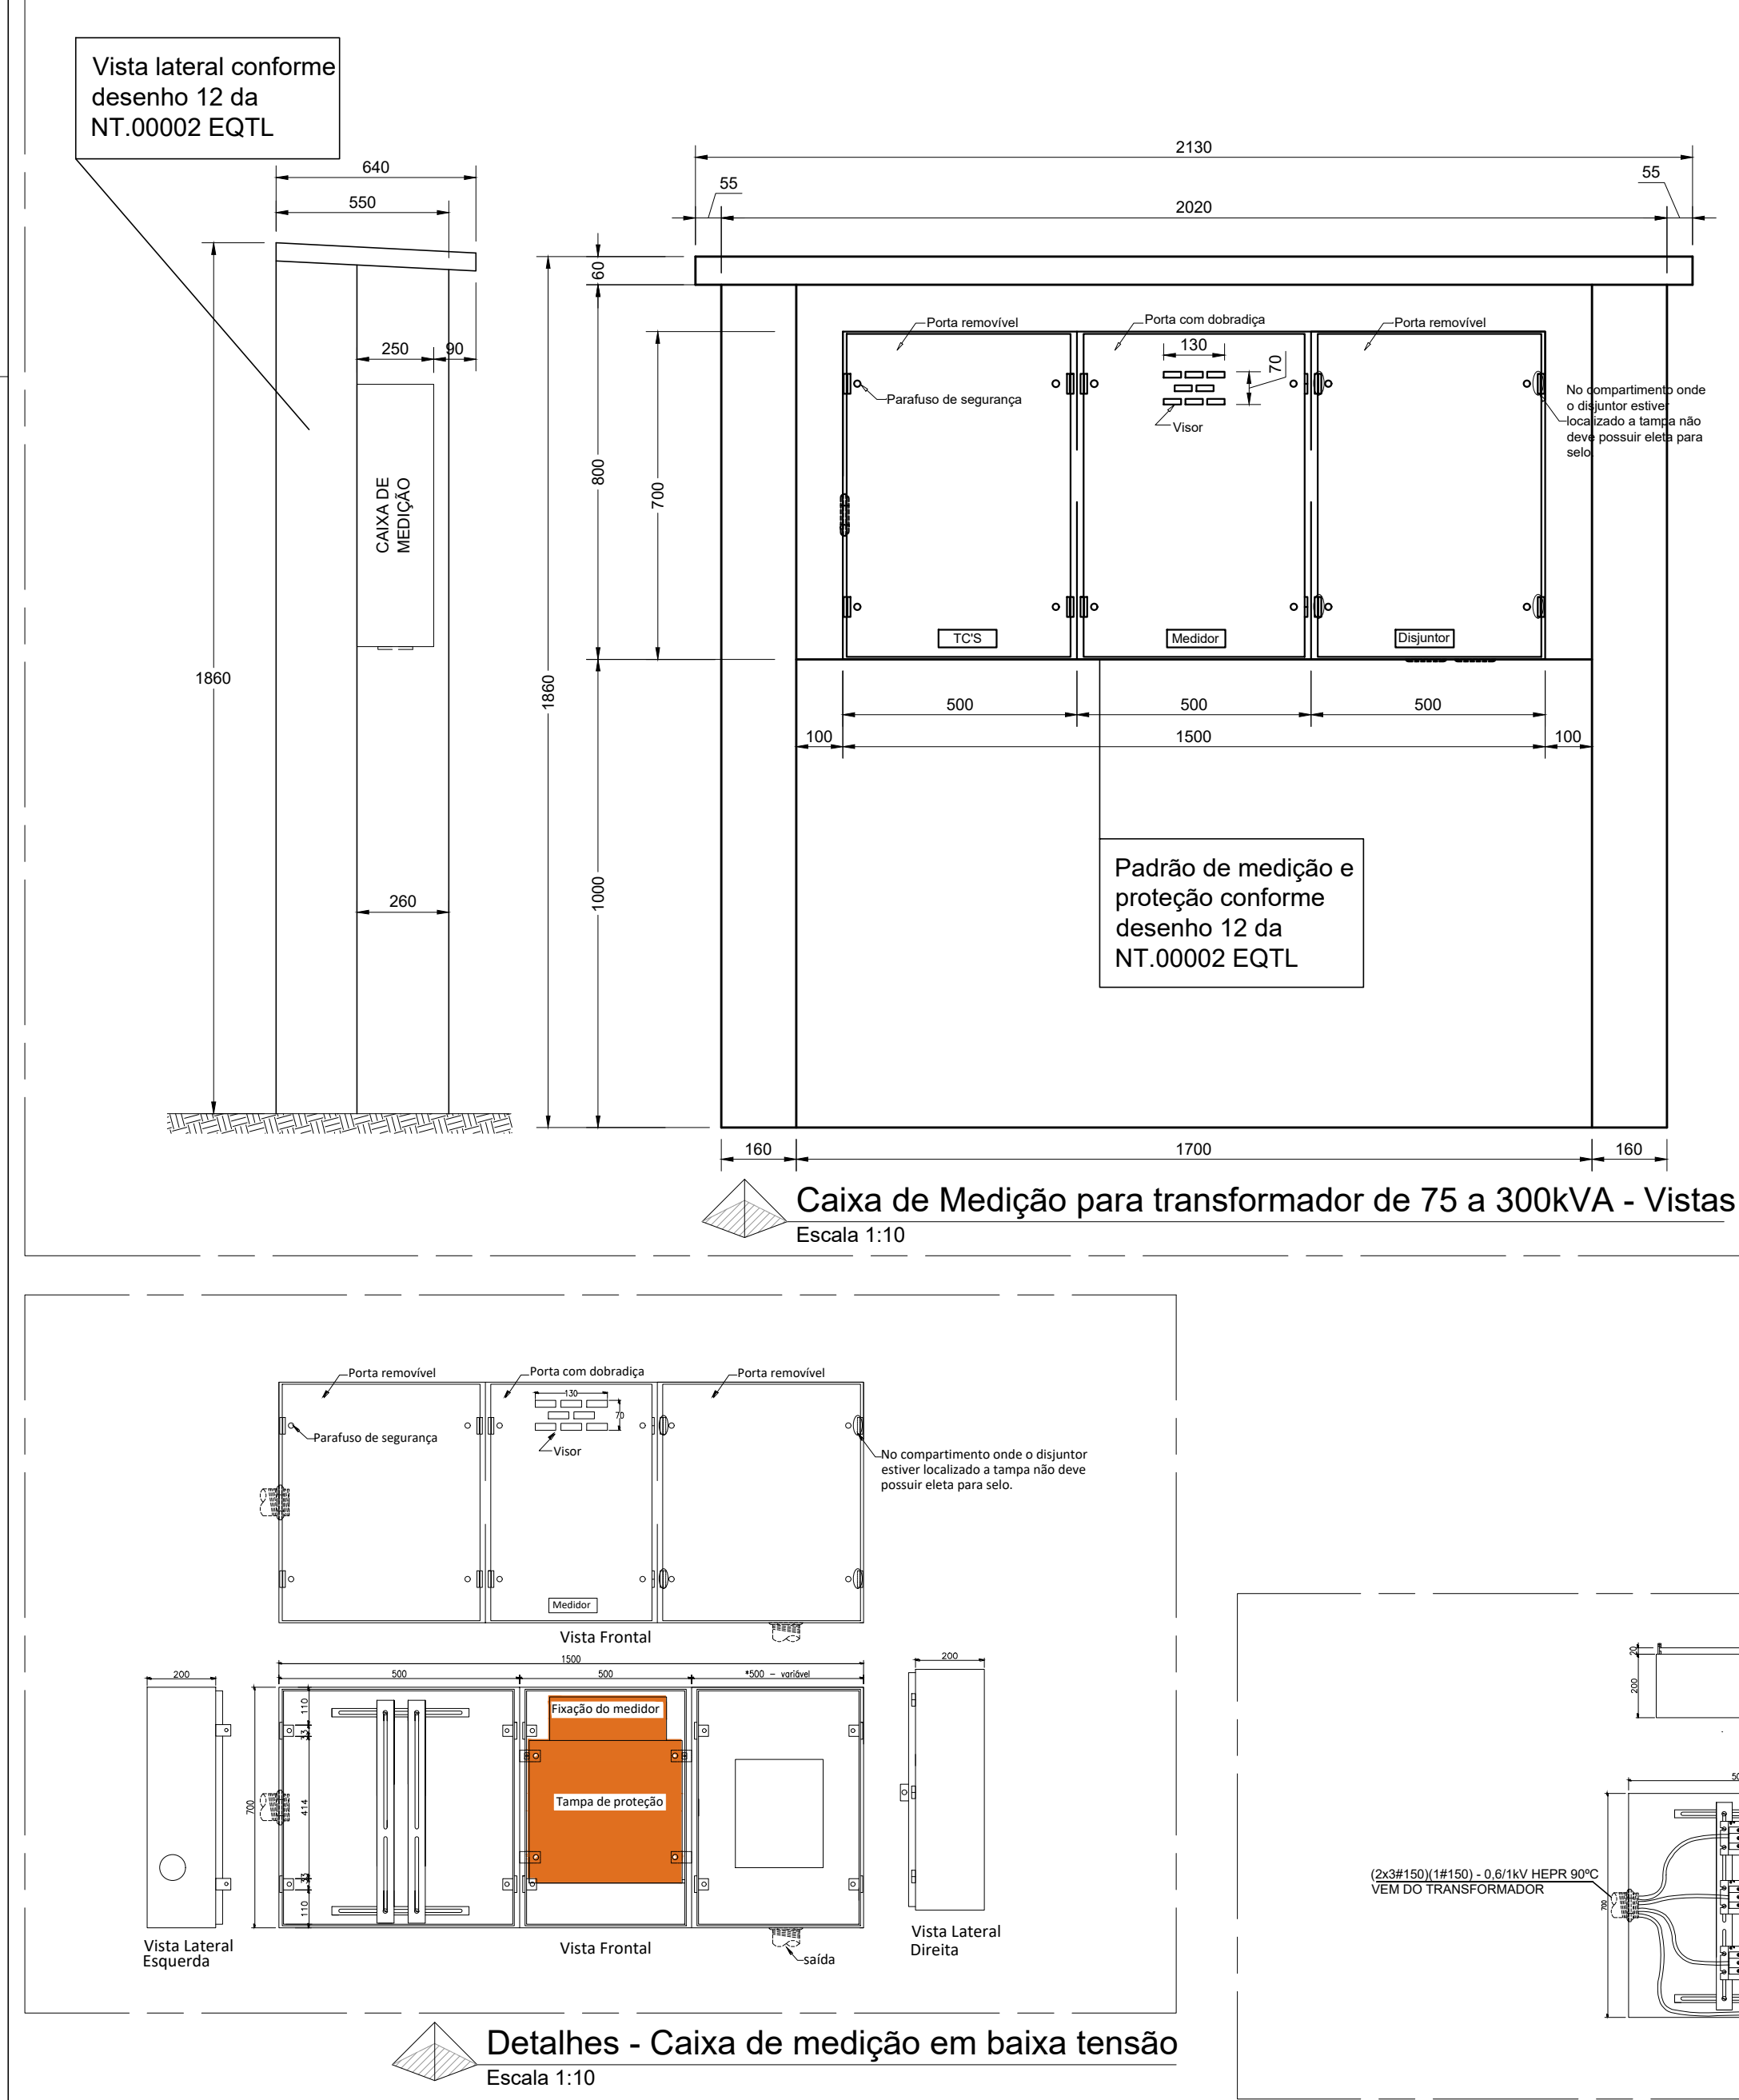 Vista lateral conforme
desenho 12 da
NT.00002 EQTL
640
550
1860
250
90
CAIXA DE
MEDIÇÃO
260
2130
55
55
2020
60
1860
800
700
1000
Porta removível
Porta com dobradiça
Porta removível
130
70
Parafuso de segurança
Visor
No compartimento onde
o disjuntor estiver
localizado a tampa não
deve possuir eleta para
selo
TC'S
Medidor
Disjuntor
500
500
500
100
1500
100
Padrão de medição e
proteção conforme
desenho 12 da
NT.00002 EQTL
160
1700
160
Caixa de Medição para transformador de 75 a 300kVA - Vistas
Escala 1:10
Porta removível
Porta com dobradiça
Porta removível
130
70
Parafuso de segurança
Visor
No compartimento onde o disjuntor
estiver localizado a tampa não deve
possuir eleta para selo.
Medidor
Vista Frontal
1500
500
500
*500 - variável
200
200
110
33
414
33
110
700
Fixação do medidor
Tampa de proteção
Vista Lateral
Esquerda
Vista Frontal
saída
Vista Lateral
Direita
Detalhes - Caixa de medição em baixa tensão
Escala 1:10
20
200
700
(2x3#150)(1#150) - 0,6/1kV HEPR 90ºC
VEM DO TRANSFORMADOR